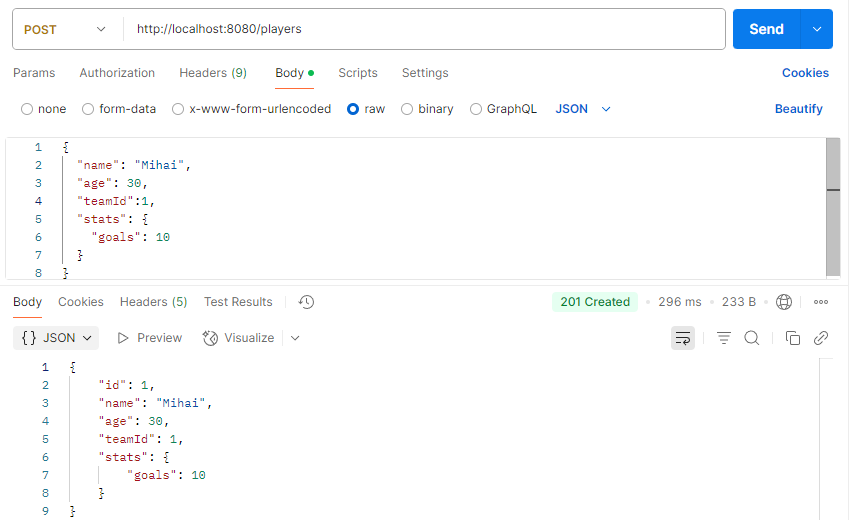 POST http://localhost:8080/players Send
Params Authorization Headers (9) Body Scripts Settings Cookies
none form-data x-www-form-urlencoded raw binary GraphQL JSON Beautify
1 {
2 "name": "Mihai",
3 "age": 30,
4 "teamId":1,
5 "stats": {
6 "goals": 10
7 }
8 }
Body Cookies Headers (5) Test Results 201 Created 296 ms 233 B
{} JSON Preview Visualize
1 {
2 "id": 1,
3 "name": "Mihai",
4 "age": 30,
5 "teamId": 1,
6 "stats": {
7 "goals": 10
8 }
9 }